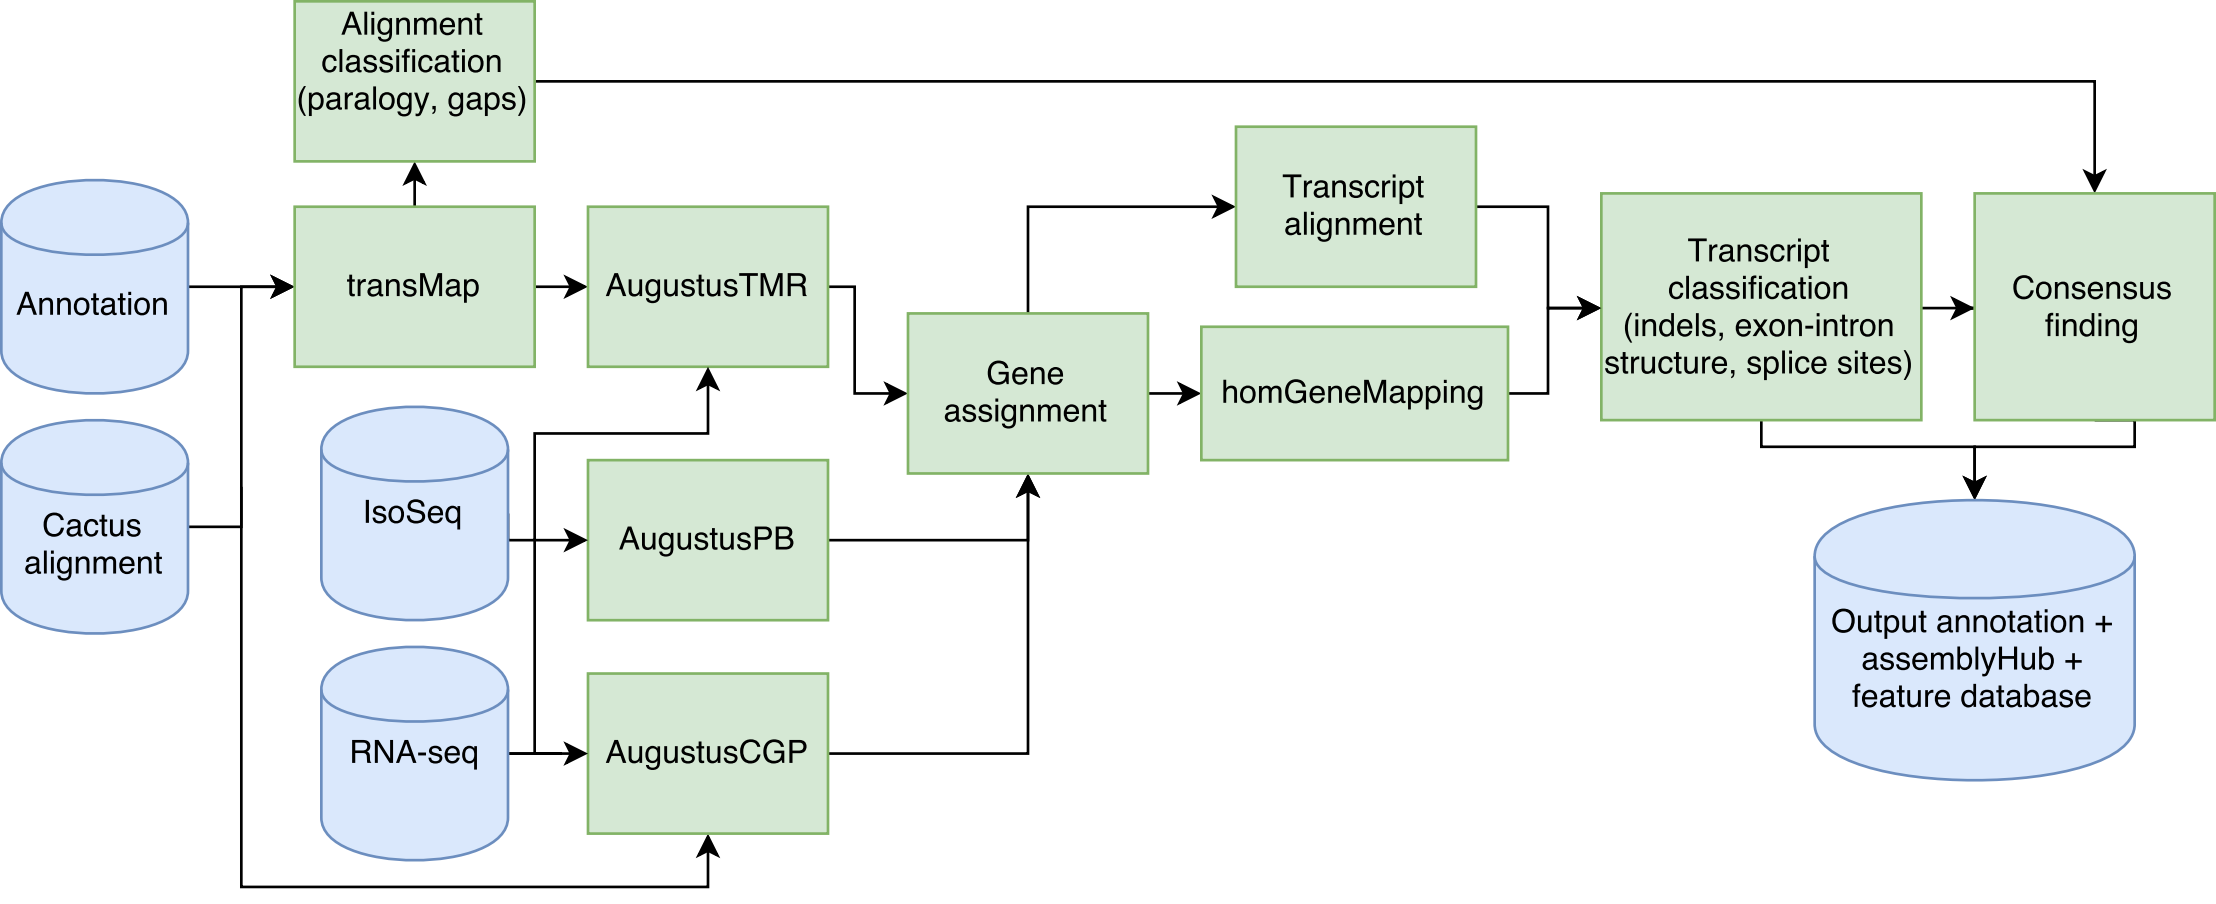 Alignment
classification
(paralogy, gaps)
Annotation
transMap
AugustusTMR
Transcript
alignment
Transcript
classification
(indels, exon-intron
structure, splice sites)
Consensus
finding
Gene
assignment
homGeneMapping
Cactus
alignment
IsoSeq
AugustusPB
RNA-seq
AugustusCGP
Output annotation +
assemblyHub +
feature database